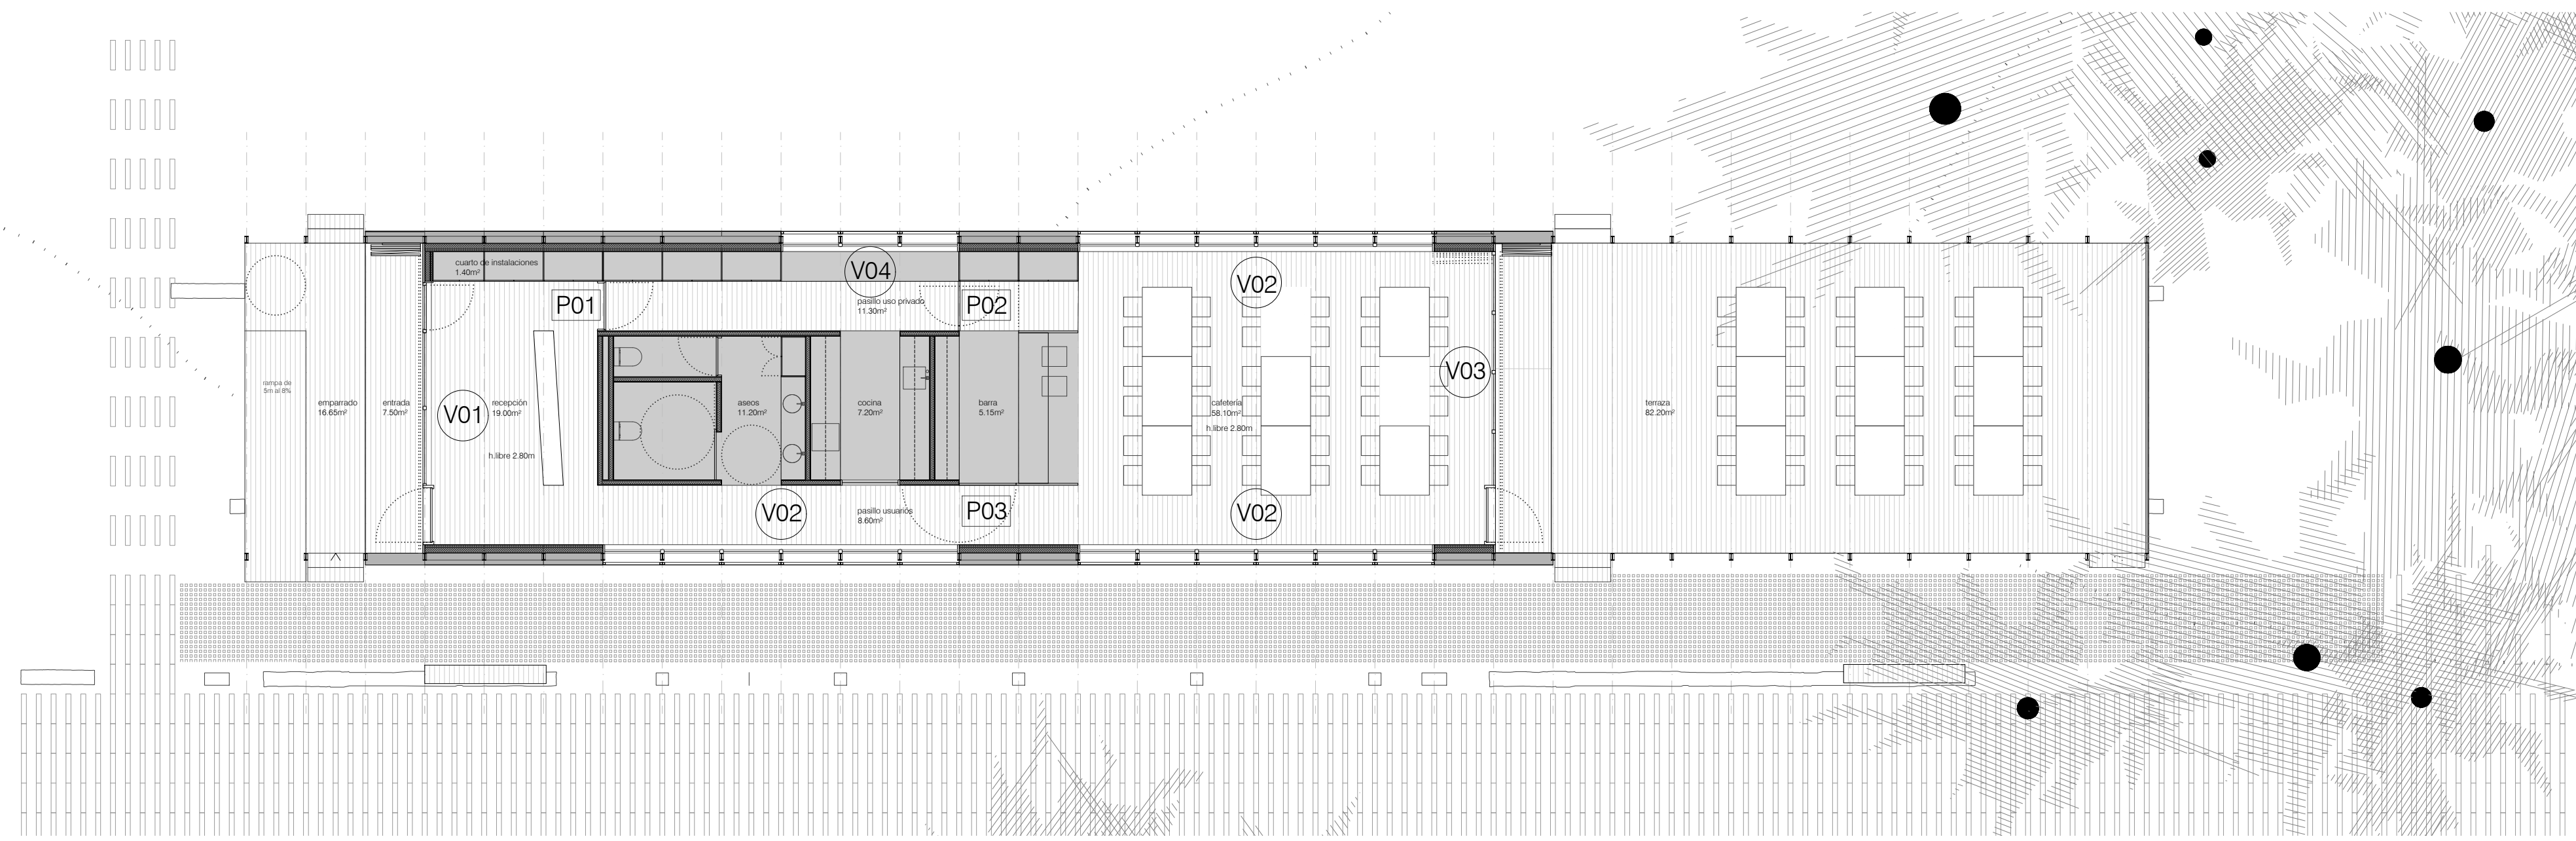 cuarto de instalaciones
1.40m²
V04
P01
pasillo uso privado
11.30m²
P02
V02
V03
rampa de
5m al 8%
emparrado
16.65m²
entrada
7.50m²
V01
recepción
19.00m²
h.libre 2.80m
aseos
11.20m²
cocina
7.20m²
barra
5.15m²
cafetería
58.10m²
h.libre 2.80m
terraza
82.20m²
V02
pasillo usuarios
8.60m²
P03
V02